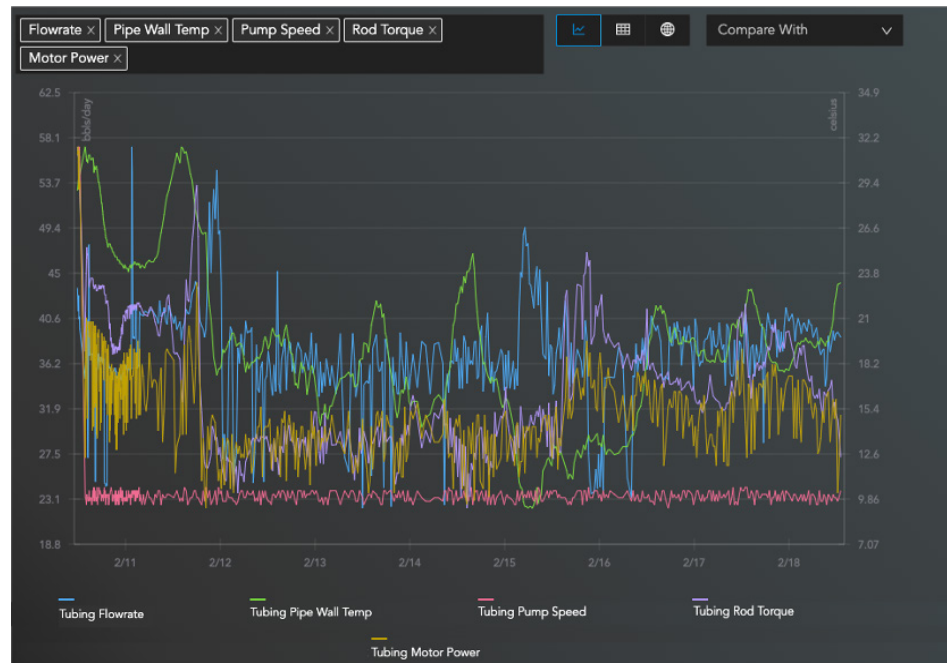 Flowrate × Pipe Wall Temp × Pump Speed × Rod Torque ×
Motor Power ×
Compare With
bbls/day
celsius
62.5 34.9
58.1 32.2
53.7 29.4
49.4 26.6
45 23.8
40.6 21
36.2 18.2
31.9 15.4
27.5 12.6
23.1 9.86
18.8 7.07
2/11 2/12 2/13 2/14 2/15 2/16 2/17 2/18
Tubing Flowrate Tubing Pipe Wall Temp Tubing Pump Speed Tubing Rod Torque
Tubing Motor Power